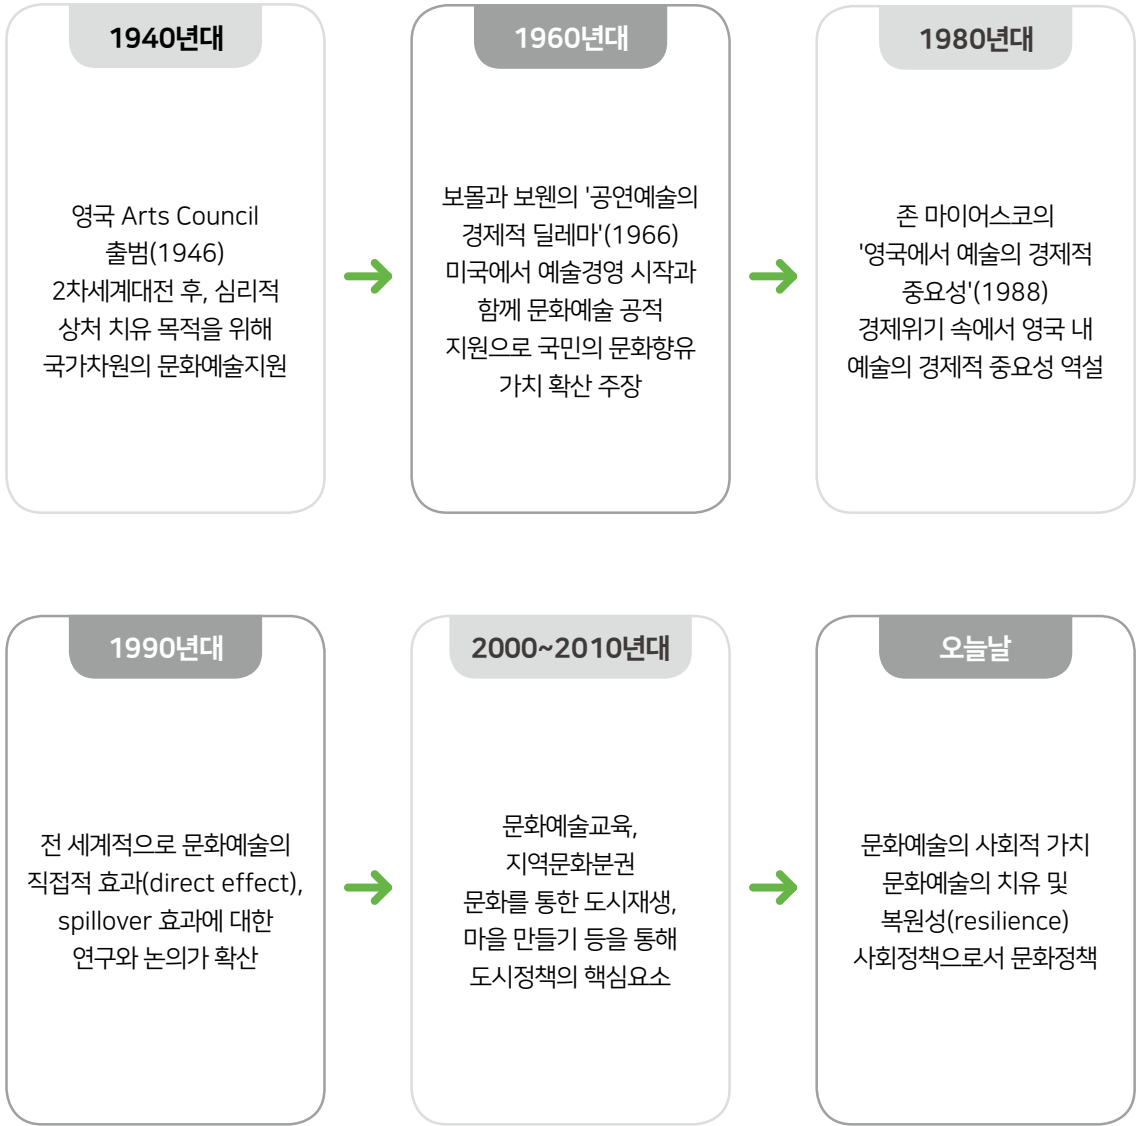 1940년대
영국 Arts Council
출범(1946)
2차세계대전 후, 심리적
상처 치유 목적을 위해
국가차원의 문화예술지원
1960년대
보몰과 보웬의 '공연예술의
경제적 딜레마'(1966)
미국에서 예술경영 시작과
함께 문화예술 공적
지원으로 국민의 문화향유
가치 확산 주장
1980년대
존 마이어스코의
'영국에서 예술의 경제적
중요성'(1988)
경제위기 속에서 영국 내
예술의 경제적 중요성 역설
1990년대
전 세계적으로 문화예술의
직접적 효과(direct effect),
spillover 효과에 대한
연구와 논의가 확산
2000~2010년대
문화예술교육,
지역문화분권
문화를 통한 도시재생,
마을 만들기 등을 통해
도시정책의 핵심요소
오늘날
문화예술의 사회적 가치
문화예술의 치유 및
복원성(resilience)
사회정책으로서 문화정책